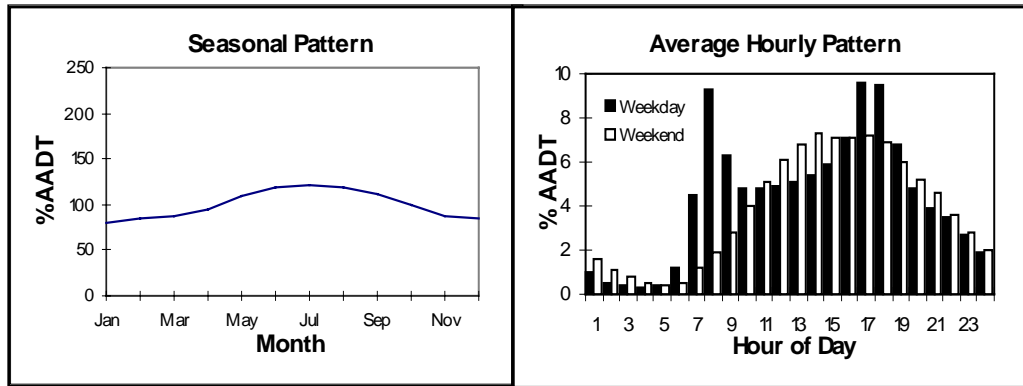 Seasonal Pattern
250
200
150
100
50
0
%AADT
Jan Mar May Jul Sep Nov
Month
Average Hourly Pattern
10
8
6
4
2
0
% AADT
Weekday
Weekend
1 3 5 7 9 11 13 15 17 19 21 23
Hour of Day